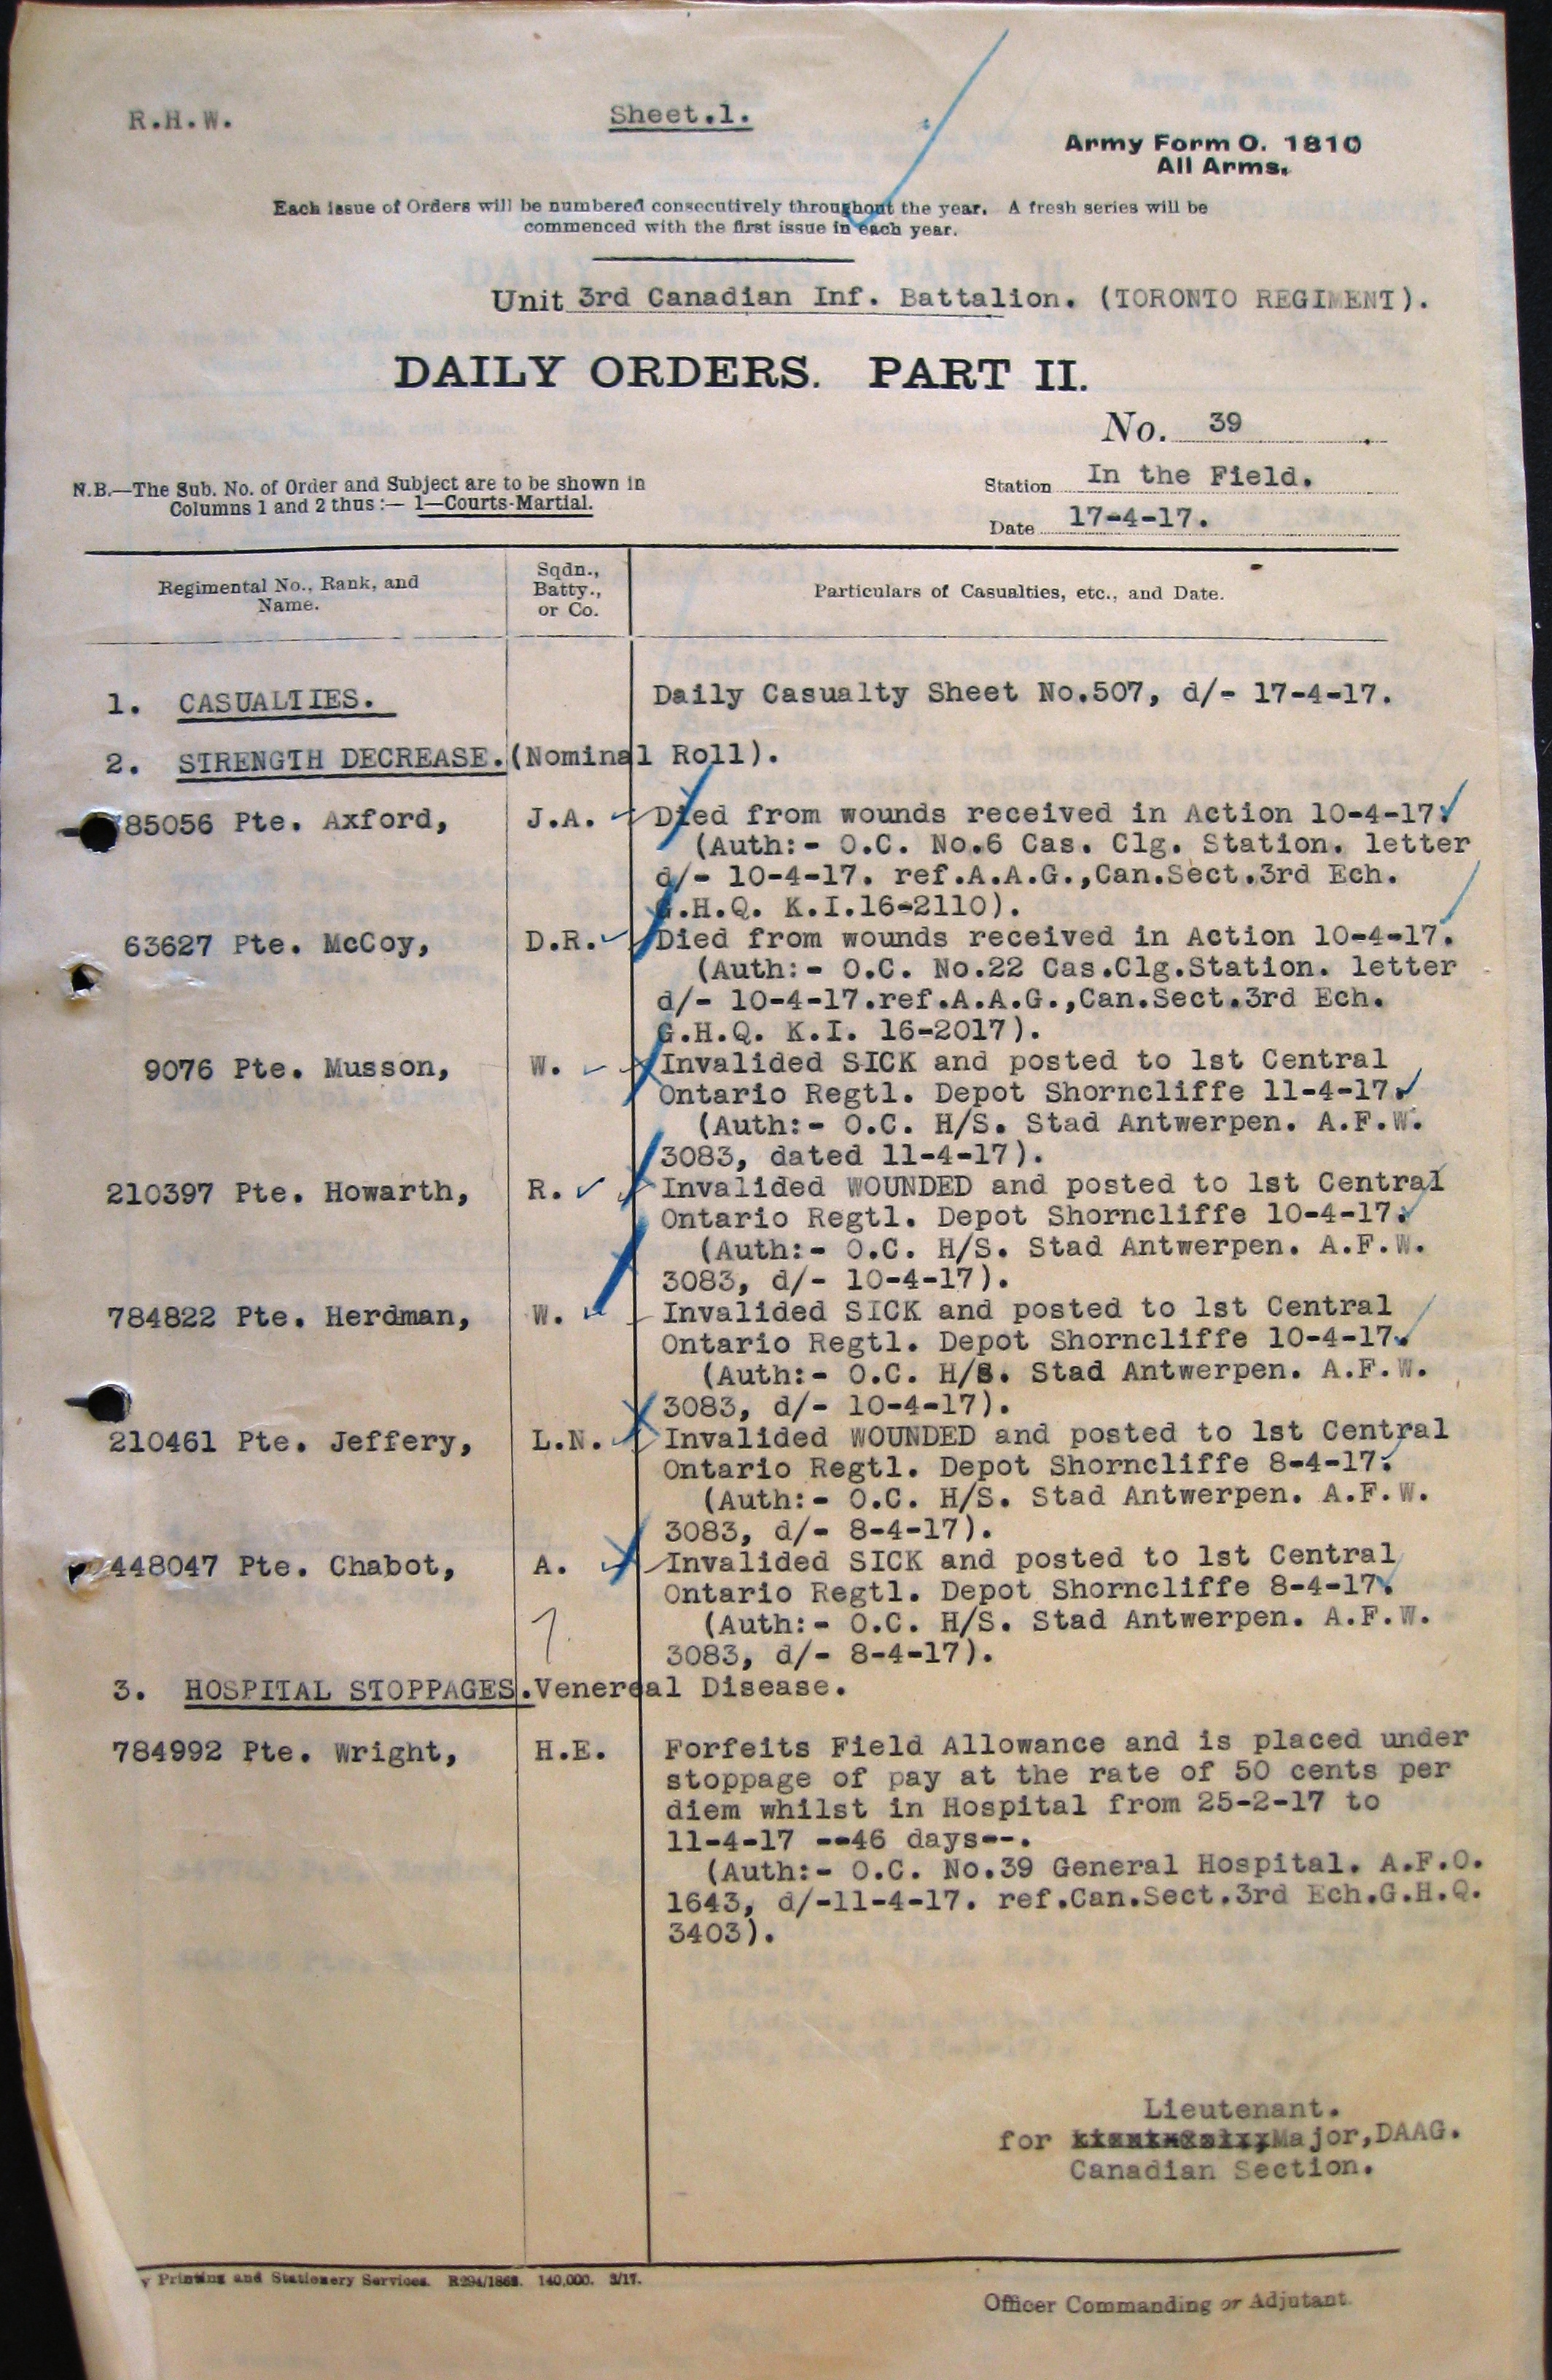 R.H.W.
Sheet.1.
Army Form O. 1810
All Arms.
Each issue of Orders will be numbered consecutively throughout the year. A fresh series will be
commenced with the first issue in each year.
Unit 3rd Canadian Inf. Battalion. (TORONTO REGIMENT).
DAILY ORDERS. PART II.
No. 39
N.B.—The Sub. No. of Order and Subject are to be shown in
Columns 1 and 2 thus :— 1—Courts-Martial.
Station In the Field.
Date 17-4-17.
Regimental No., Rank, and
Name.
Sqdn.,
Batty.,
or Co.
Particulars of Casualties, etc., and Date.
1. CASUALTIES. Daily Casualty Sheet No.507, d/- 17-4-17.
2. STRENGTH DECREASE.(Nominal Roll).
85056 Pte. Axford, J.A. Died from wounds received in Action 10-4-17.
(Auth:- O.C. No.6 Cas. Clg. Station. letter
d/- 10-4-17. ref.A.A.G.,Can.Sect.3rd Ech.
G.H.Q. K.I.16-2110).
63627 Pte. McCoy, D.R. Died from wounds received in Action 10-4-17.
(Auth:- O.C. No.22 Cas.Clg.Station. letter
d/- 10-4-17.ref.A.A.G.,Can.Sect.3rd Ech.
G.H.Q. K.I. 16-2017).
9076 Pte. Musson, W. Invalided SICK and posted to 1st Central
Ontario Regtl. Depot Shorncliffe 11-4-17.
(Auth:- O.C. H/S. Stad Antwerpen. A.F.W.
3083, dated 11-4-17).
210397 Pte. Howarth, R. Invalided WOUNDED and posted to 1st Central
Ontario Regtl. Depot Shorncliffe 10-4-17.
(Auth:- O.C. H/S. Stad Antwerpen. A.F.W.
3083, d/- 10-4-17).
784822 Pte. Herdman, W. Invalided SICK and posted to 1st Central
Ontario Regtl. Depot Shorncliffe 10-4-17.
(Auth:- O.C. H/S. Stad Antwerpen. A.F.W.
3083, d/- 10-4-17).
210461 Pte. Jeffery, L.N. Invalided WOUNDED and posted to 1st Central
Ontario Regtl. Depot Shorncliffe 8-4-17.
(Auth:- O.C. H/S. Stad Antwerpen. A.F.W.
3083, d/- 8-4-17).
448047 Pte. Chabot, A. Invalided SICK and posted to 1st Central
Ontario Regtl. Depot Shorncliffe 8-4-17.
(Auth:- O.C. H/S. Stad Antwerpen. A.F.W.
7. 3083, d/- 8-4-17).
3. HOSPITAL STOPPAGES.Venereal Disease.
784992 Pte. Wright, H.E. Forfeits Field Allowance and is placed under
stoppage of pay at the rate of 50 cents per
diem whilst in Hospital from 25-2-17 to
11-4-17 --46 days--.
(Auth:- O.C. No.39 General Hospital. A.F.O.
1643, d/-11-4-17. ref.Can.Sect.3rd Ech.G.H.Q.
3403).
Lieutenant.
for Major,DAAG.
Canadian Section.
y Printing and Stationery Services. R294/1868. 140,000. 3/17.
Officer Commanding or Adjutant.